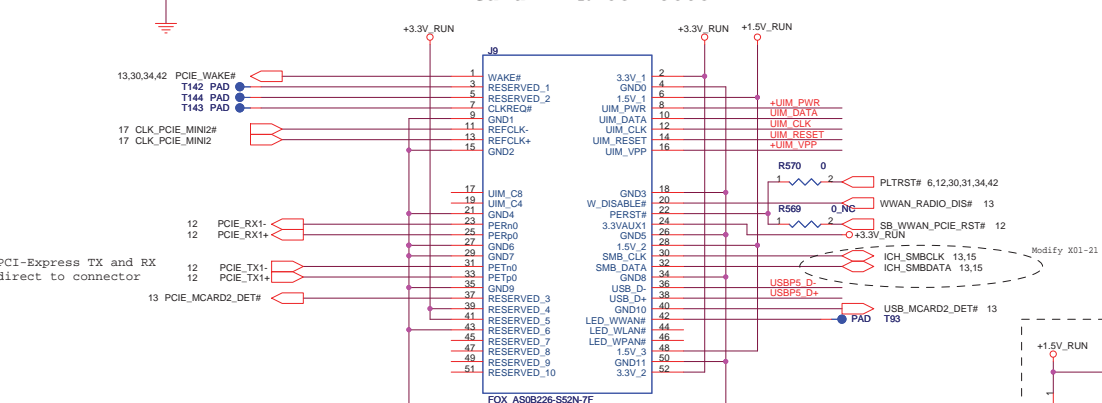 +3.3V_RUN
+3.3V_RUN
+1.5V_RUN
J9
13,30,34,42 PCIE_WAKE#
T142 PAD
T144 PAD
T143 PAD
17 CLK_PCIE_MINI2#
17 CLK_PCIE_MINI2
12 PCIE_RX1-
12 PCIE_RX1+
PCI-Express TX and RX
direct to connector
12 PCIE_TX1-
12 PCIE_TX1+
13 PCIE_MCARD2_DET#
1 WAKE#
3 RESERVED_1
5 RESERVED_2
7 CLKREQ#
9 GND1
11 REFCLK-
13 REFCLK+
15 GND2
17 UIM_C8
19 UIM_C4
21 GND4
23 PERn0
25 PERp0
27 GND6
29 GND7
31 PETn0
33 PETp0
35 GND9
37 RESERVED_3
39 RESERVED_4
41 RESERVED_5
43 RESERVED_6
45 RESERVED_7
47 RESERVED_8
49 RESERVED_9
51 RESERVED_10
3.3V_1 2
GND0 4
1.5V_1 6
UIM_PWR 8 +UIM_PWR
UIM_DATA 10 UIM_DATA
UIM_CLK 12 UIM_CLK
UIM_RESET 14 UIM_RESET
UIM_VPP 16 +UIM_VPP
GND3 18
W_DISABLE# 20
PERST# 22
3.3VAUX1 24
GND5 26
1.5V_2 28
SMB_CLK 30
SMB_DATA 32
GND8 34
USB_D- 36 USBP5_D-
USB_D+ 38 USBP5_D+
GND10 40
LED_WWAN# 42
LED_WLAN# 44
LED_WPAN# 46
1.5V_3 48
GND11 50
3.3V_2 52
R570 0
1 2 PLTRST# 6,12,30,31,34,42
WWAN_RADIO_DIS# 13
R569 0_NC
1 2 SB_WWAN_PCIE_RST# 12
+3.3V_RUN
ICH_SMBCLK 13,15
ICH_SMBDATA 13,15
Modify X01-21
USB_MCARD2_DET# 13
PAD T93
+1.5V_RUN
1
FOX_AS0B226-S52N-7F